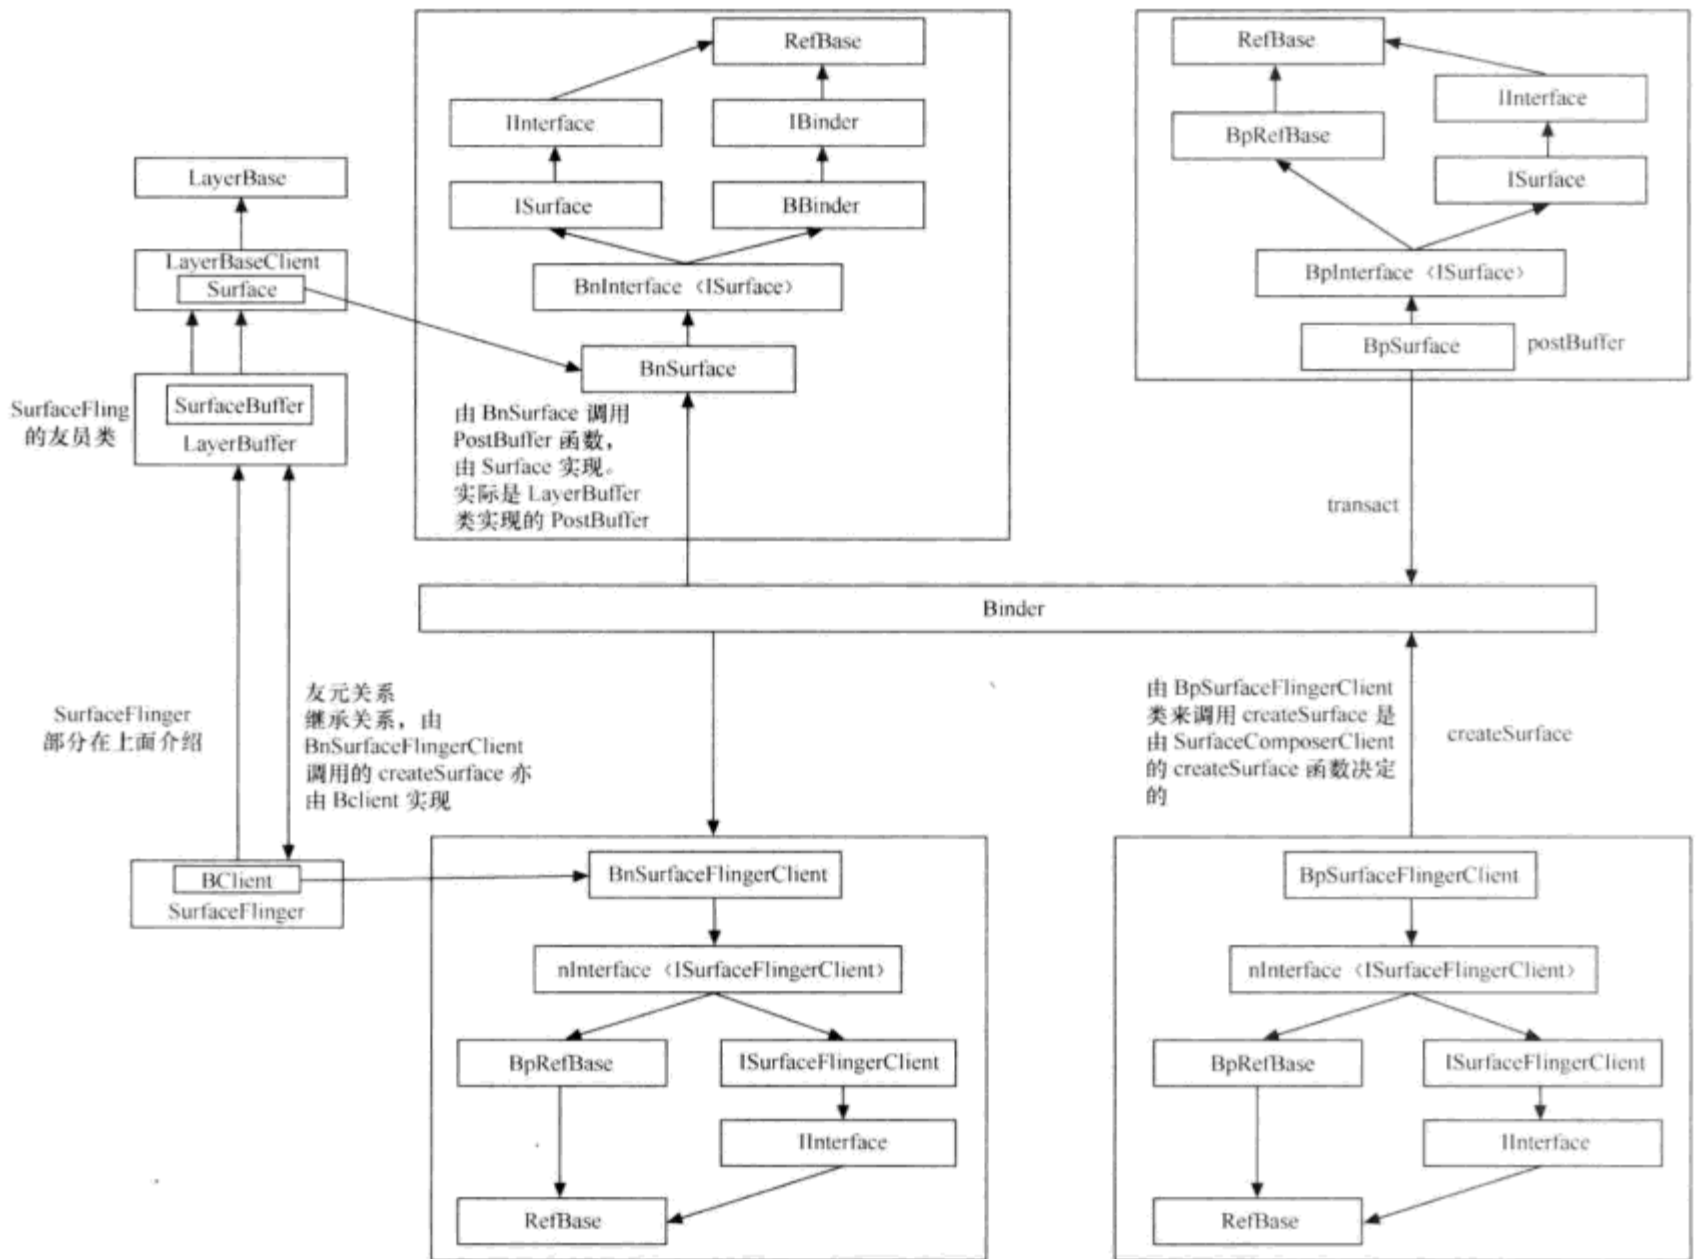 RefBase
IInterface
IBinder
ISurface
BBinder
BnInterface〈ISurface〉
BnSurface
由 BnSurface 调用
PostBuffer 函数，
由 Surface 实现。
实际是 LayerBuffer
类实现的 PostBuffer
RefBase
IInterface
BpRefBase
ISurface
BpInterface〈ISurface〉
BpSurface
postBuffer
transact
LayerBase
LayerBaseClient
Surface
SurfaceBuffer
LayerBuffer
SurfaceFling
的友员类
Binder
SurfaceFlinger
部分在上面介绍
友元关系
继承关系，由
BnSurfaceFlingerClient
调用的 createSurface 亦
由 Bclient 实现
由 BpSurfaceFlingerClient
类来调用 createSurface 是
由 SurfaceComposerClient
的 createSurface 函数决定
的
createSurface
BClient
SurfaceFlinger
BnSurfaceFlingerClient
nInterface〈ISurfaceFlingerClient〉
BpRefBase
ISurfaceFlingerClient
IInterface
RefBase
BpSurfaceFlingerClient
nInterface〈ISurfaceFlingerClient〉
BpRefBase
ISurfaceFlingerClient
IInterface
RefBase